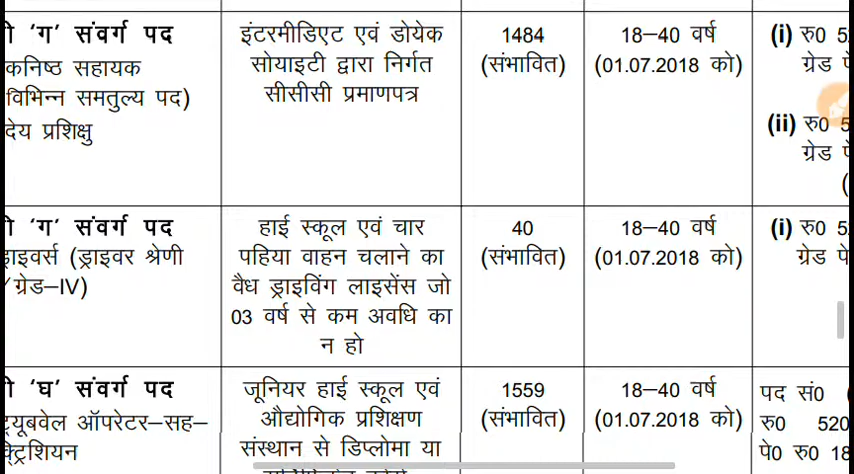 ी 'ग' संवर्ग पद
कनिष्ठ सहायक
विभिन्न समतुल्य पद)
देय प्रशिक्षु
इंटरमीडिएट एवं डोयेक
सोयाइटी द्वारा निर्गत
सीसीसी प्रमाणपत्र
1484
(संभावित)
18–40 वर्ष
(01.07.2018 को)
(i) रु0 5
ग्रेड पे
(ii) रु0 5
ग्रेड पे
(
ी 'ग' संवर्ग पद
ड्राइवर्स (ड्राइवर श्रेणी
/ग्रेड–IV)
हाई स्कूल एवं चार
पहिया वाहन चलाने का
वैध ड्राइविंग लाइसेंस जो
03 वर्ष से कम अवधि का
न हो
40
(संभावित)
18–40 वर्ष
(01.07.2018 को)
(i) रु0 5
ग्रेड पे
ी 'घ' संवर्ग पद
ट्यूबवेल ऑपरेटर–सह–
क्ट्रिशियन
जूनियर हाई स्कूल एवं
औद्योगिक प्रशिक्षण
संस्थान से डिप्लोमा या
1559
(संभावित)
18–40 वर्ष
(01.07.2018 को)
पद सं0 (
रु0 520
पे0 रु0 18